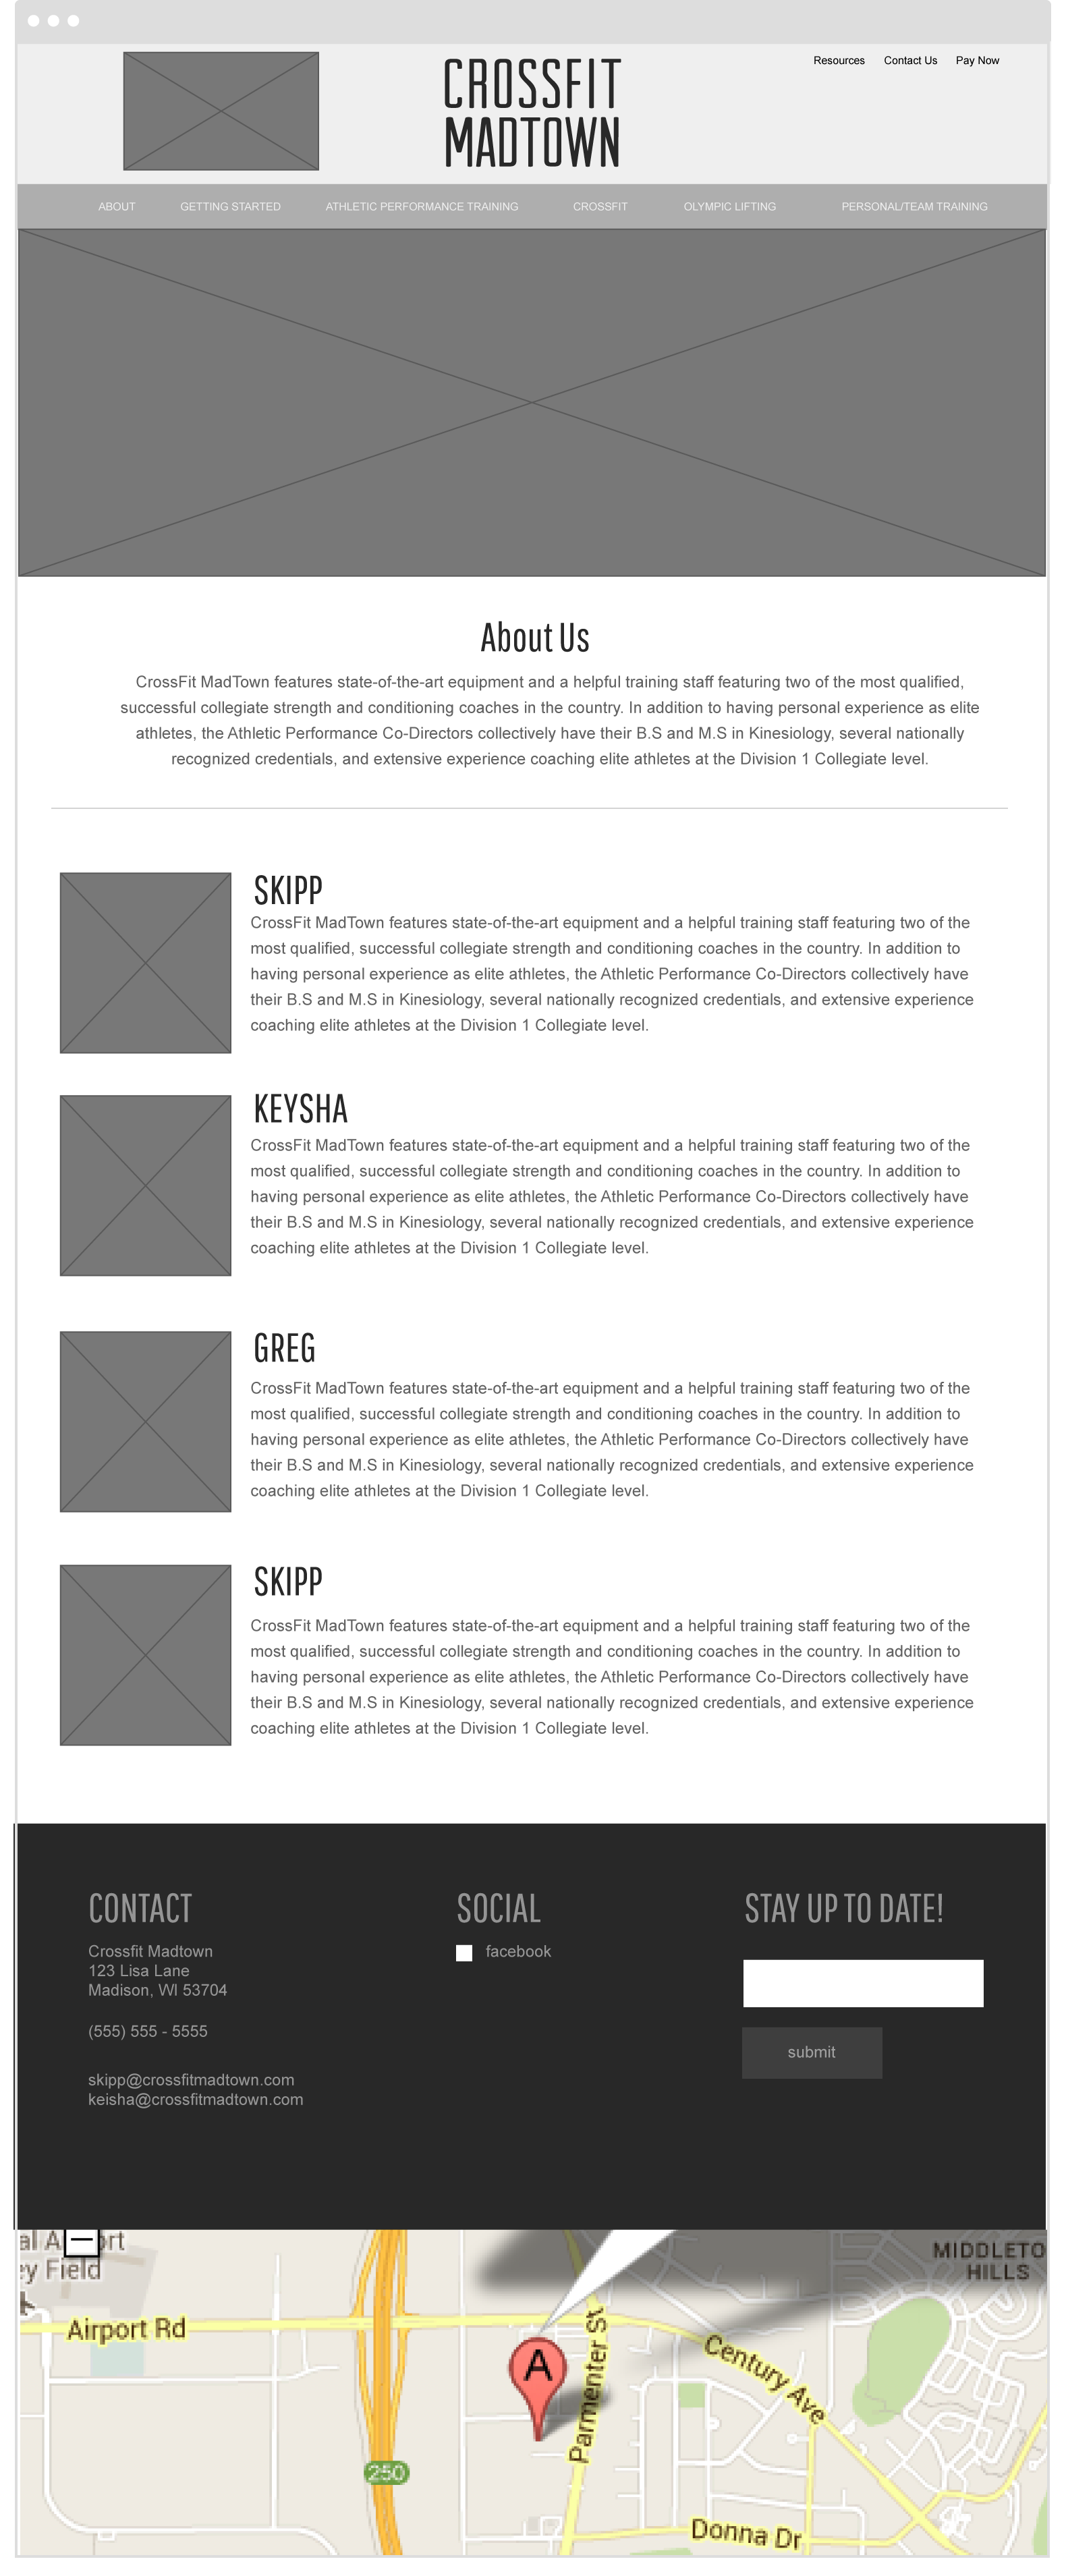 CROSSFIT
MADTOWN
Resources Contact Us Pay Now
ABOUT GETTING STARTED ATHLETIC PERFORMANCE TRAINING CROSSFIT OLYMPIC LIFTING PERSONAL/TEAM TRAINING
About Us
CrossFit MadTown features state-of-the-art equipment and a helpful training staff featuring two of the most qualified,
successful collegiate strength and conditioning coaches in the country. In addition to having personal experience as elite
athletes, the Athletic Performance Co-Directors collectively have their B.S and M.S in Kinesiology, several nationally
recognized credentials, and extensive experience coaching elite athletes at the Division 1 Collegiate level.
SKIPP
CrossFit MadTown features state-of-the-art equipment and a helpful training staff featuring two of the
most qualified, successful collegiate strength and conditioning coaches in the country. In addition to
having personal experience as elite athletes, the Athletic Performance Co-Directors collectively have
their B.S and M.S in Kinesiology, several nationally recognized credentials, and extensive experience
coaching elite athletes at the Division 1 Collegiate level.
KEYSHA
CrossFit MadTown features state-of-the-art equipment and a helpful training staff featuring two of the
most qualified, successful collegiate strength and conditioning coaches in the country. In addition to
having personal experience as elite athletes, the Athletic Performance Co-Directors collectively have
their B.S and M.S in Kinesiology, several nationally recognized credentials, and extensive experience
coaching elite athletes at the Division 1 Collegiate level.
GREG
CrossFit MadTown features state-of-the-art equipment and a helpful training staff featuring two of the
most qualified, successful collegiate strength and conditioning coaches in the country. In addition to
having personal experience as elite athletes, the Athletic Performance Co-Directors collectively have
their B.S and M.S in Kinesiology, several nationally recognized credentials, and extensive experience
coaching elite athletes at the Division 1 Collegiate level.
SKIPP
CrossFit MadTown features state-of-the-art equipment and a helpful training staff featuring two of the
most qualified, successful collegiate strength and conditioning coaches in the country. In addition to
having personal experience as elite athletes, the Athletic Performance Co-Directors collectively have
their B.S and M.S in Kinesiology, several nationally recognized credentials, and extensive experience
coaching elite athletes at the Division 1 Collegiate level.
CONTACT
Crossfit Madtown
123 Lisa Lane
Madison, WI 53704
(555) 555 - 5555
skipp@crossfitmadtown.com
keisha@crossfitmadtown.com
SOCIAL
facebook
STAY UP TO DATE!
submit
Field
MIDDLETO
HILLS
Airport Rd
Century Ave
A
Parmenter St
250
Donna Dr